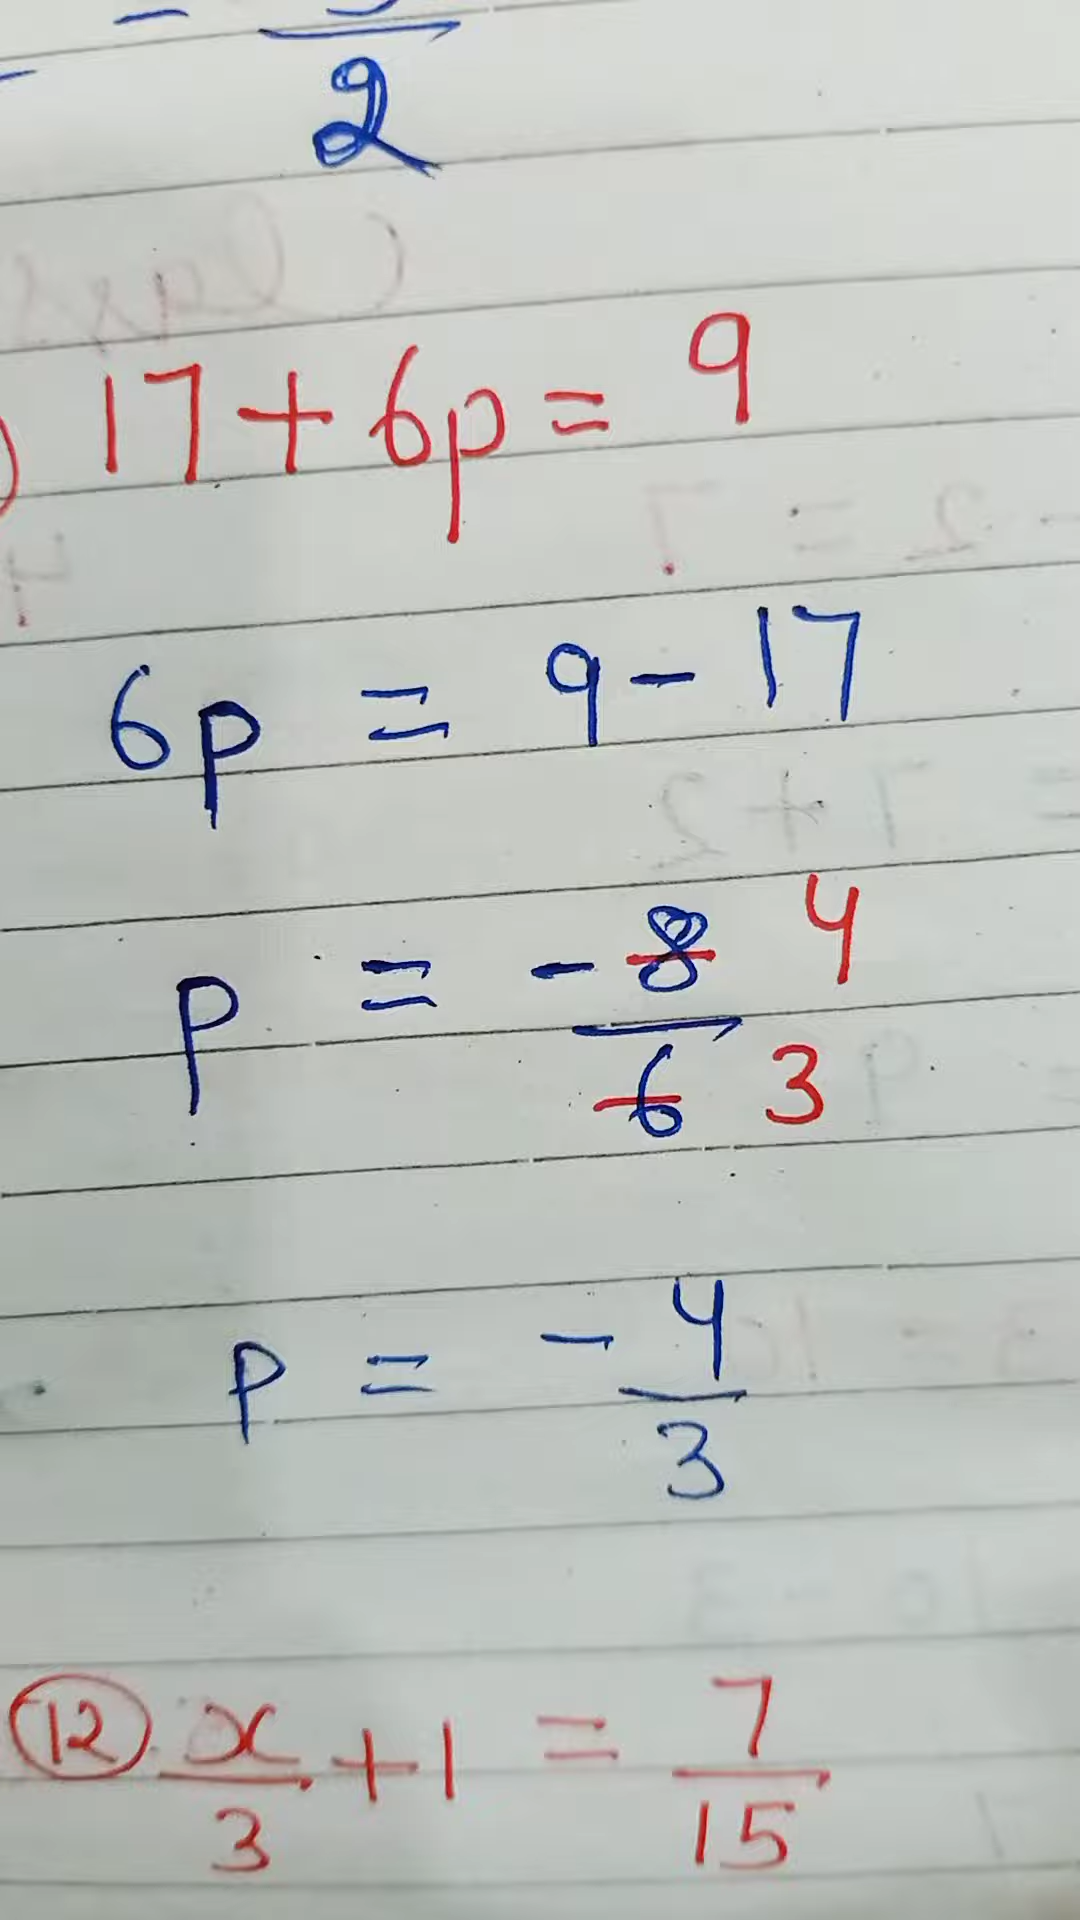 2
17 + 6p = 9
6p = 9 - 17
p = - 8/6 4/3
p = - 4/3
12 x/3 + 1 = 7/15